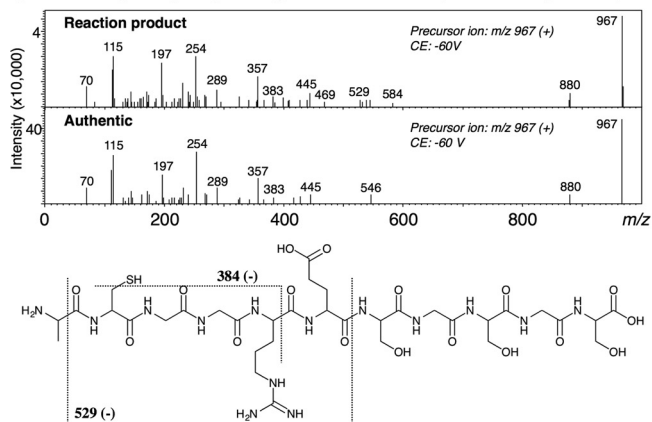 Intensity (x10,000)
Reaction product
Precursor ion: m/z 967 (+)
CE: -60V
967
4
70
115
197
254
289
357
383
445
469
529
584
880
Authentic
Precursor ion: m/z 967 (+)
CE: -60 V
967
40
70
115
197
254
289
357
383
445
546
880
0 200 400 600 800 m/z
HO O
O SH 384 (-) O O O O O O
H₂N N H H N O H N O N H O N H O H N O N H O H N O N H O OH
OH OH OH
NH
529 (-) H₂N NH